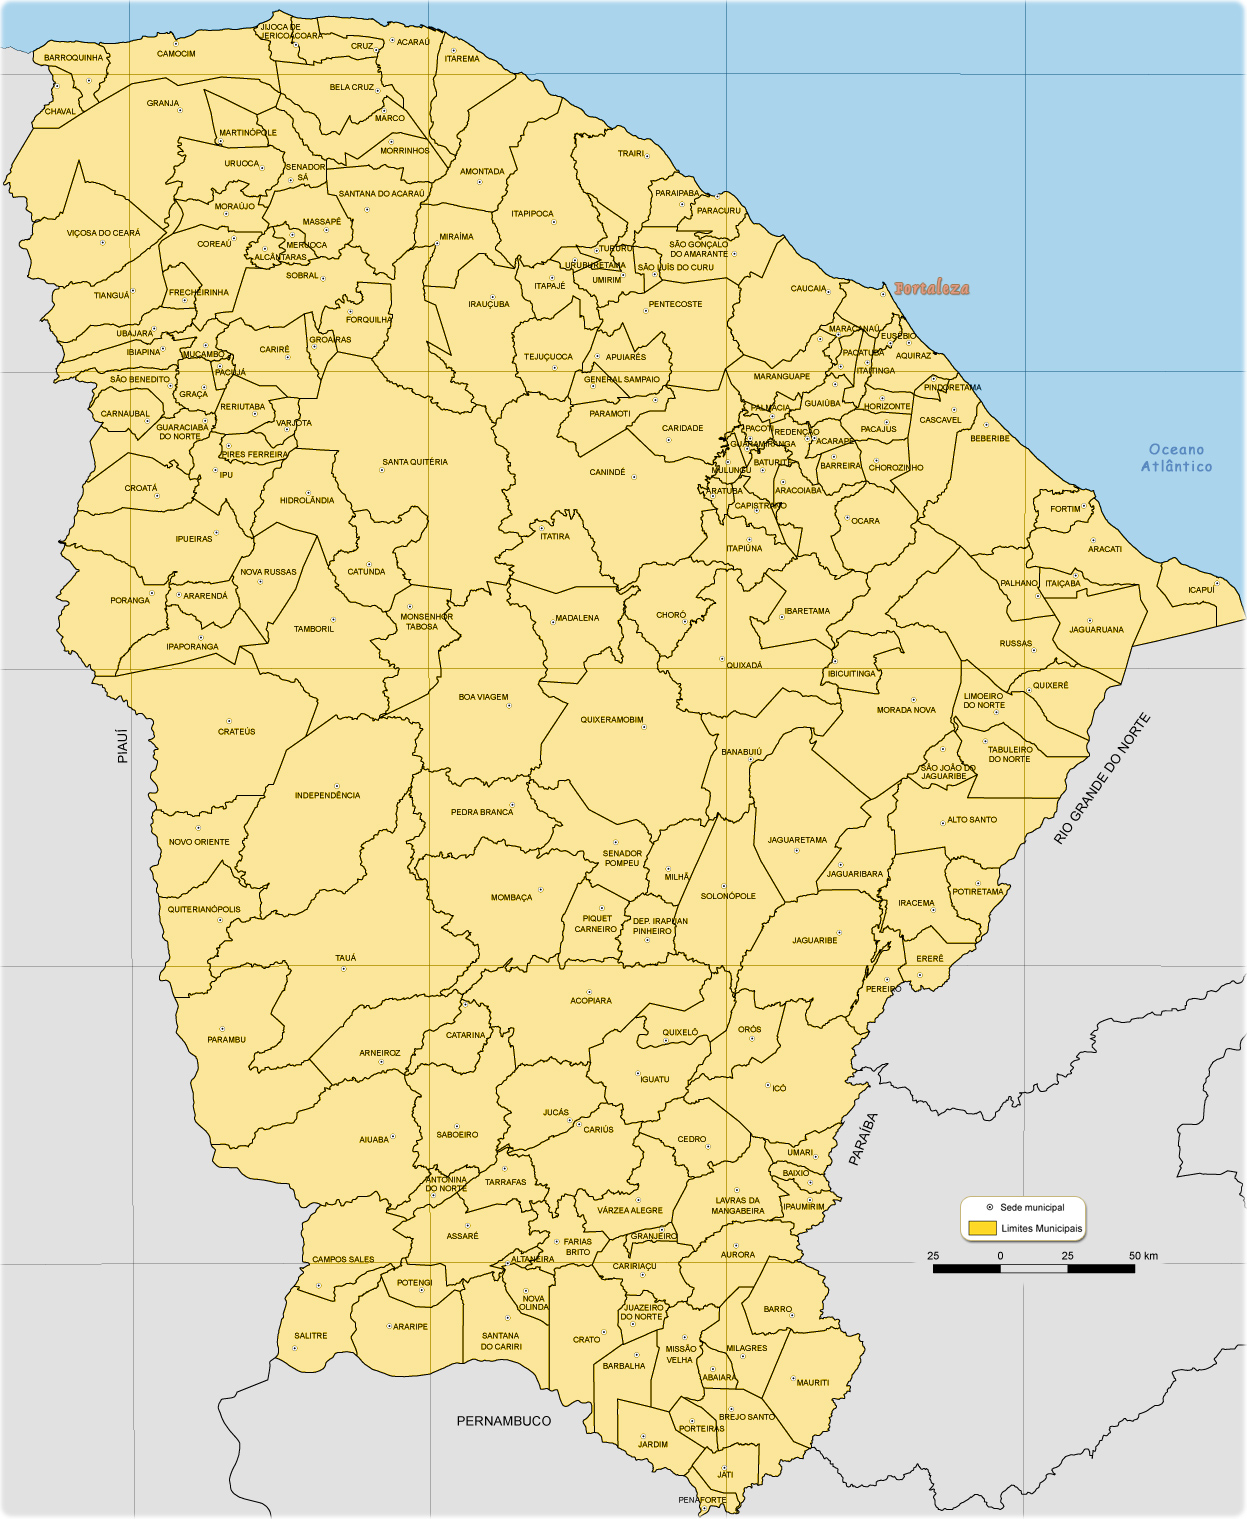 JIJOCA DE
JERICOACOARA
CRUZ
ACARAÚ
ITAREMA
BARROQUINHA
CAMOCIM
CHAVAL
GRANJA
BELA CRUZ
MARCO
MARTINÓPOLE
MORRINHOS
URUOCA
SENADOR
SÁ
AMONTADA
TRAIRI
SANTANA DO ACARAÚ
PARAIPABA
PARACURU
MORAÚJO
MASSAPÊ
ITAPIPOCA
VIÇOSA DO CEARÁ
COREAÚ
MERUOCA
ALCÂNTARAS
MIRAÍMA
TURURU
SÃO GONÇALO
DO AMARANTE
SOBRAL
URUBURETAMA
SÃO LUÍS DO CURU
UMIRIM
ITAPAJÉ
TIANGUÁ
FRECHEIRINHA
IRAUÇUBA
PENTECOSTE
CAUCAIA
Fortaleza
FORQUILHA
UBAJARA
GROAÍRAS
MARACANAÚ
EUSÉBIO
IBIAPINA
MUCAMBO
CARIRÉ
TEJUÇUOCA
APUIARÉS
PACATUBA
AQUIRAZ
ITAITINGA
PACUJÁ
SÃO BENEDITO
GENERAL SAMPAIO
MARANGUAPE
PINDORETAMA
GRAÇA
CARNAUBAL
RERIUTABA
PARAMOTI
PALMÁCIA
GUAIÚBA
HORIZONTE
CASCAVEL
GUARACIABA
DO NORTE
VARJOTA
CARIDADE
PACOTI
REDENÇÃO
PACAJUS
BEBERIBE
GUARAMIRANGA
ACARAPE
PIRES FERREIRA
SANTA QUITÉRIA
MULUNGU
BATURITÉ
BARREIRA
CHOROZINHO
Oceano
Atlântico
IPU
CANINDÉ
CROATÁ
HIDROLÂNDIA
ARATUBA
ARACOIABA
CAPISTRANO
FORTIM
OCARA
IPUEIRAS
ITATIRA
ITAPIÚNA
ARACATI
NOVA RUSSAS
CATUNDA
PALHANO
ITAIÇABA
ICAPUÍ
PORANGA
ARARENDÁ
MONSENHOR
TABOSA
MADALENA
CHORÓ
IBARETAMA
TAMBORIL
JAGUARUANA
IPAPORANGA
RUSSAS
QUIXADÁ
IBICUITINGA
QUIXERÉ
BOA VIAGEM
LIMOEIRO
DO NORTE
MORADA NOVA
QUIXERAMOBIM
CRATEÚS
PIAUÍ
BANABUIÚ
TABULEIRO
DO NORTE
SÃO JOÃO DO
JAGUARIBE
RIO GRANDE DO NORTE
INDEPENDÊNCIA
PEDRA BRANCA
ALTO SANTO
NOVO ORIENTE
JAGUARETAMA
SENADOR
POMPEU
MILHÃ
JAGUARIBARA
POTIRETAMA
MOMBAÇA
SOLONÓPOLE
IRACEMA
QUITERIANÓPOLIS
PIQUET
CARNEIRO
DEP. IRAPUAN
PINHEIRO
JAGUARIBE
TAUÁ
ERERÊ
PEREIRO
ACOPIARA
PARAMBU
CATARINA
QUIXELÔ
ORÓS
ARNEIROZ
IGUATU
ICÓ
JUCÁS
CARIÚS
AIUABA
SABOEIRO
CEDRO
PARAÍBA
UMARI
BAIXIO
ANTONINA
DO NORTE
TARRAFAS
VÁRZEA ALEGRE
LAVRAS DA
MANGABEIRA
IPAUMIRIM
Sede municipal
Limites Municipais
ASSARÉ
FARIAS
BRITO
GRANJEIRO
AURORA
CAMPOS SALES
ALTANEIRA
CARIRIAÇU
25 0 25 50 km
POTENGI
NOVA
OLINDA
JUAZEIRO
DO NORTE
BARRO
ARARIPE
SALITRE
SANTANA
DO CARIRI
CRATO
MISSÃO
VELHA
MILAGRES
BARBALHA
ABAIARA
MAURITI
PERNAMBUCO
BREJO SANTO
PORTEIRAS
JARDIM
JATI
PENAFORTE